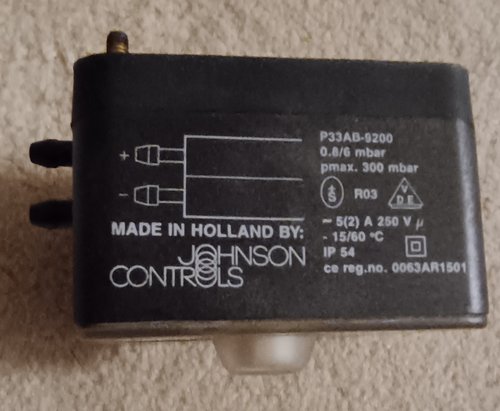 P33AB-9200
0.8/6 mbar
pmax. 300 mbar
+
-
S R03 V D E
~ 5(2) A 250 V µ
- 15/60 °C
IP 54
ce reg.no. 0063AR1501
MADE IN HOLLAND BY:
JOHNSON
CONTROLS